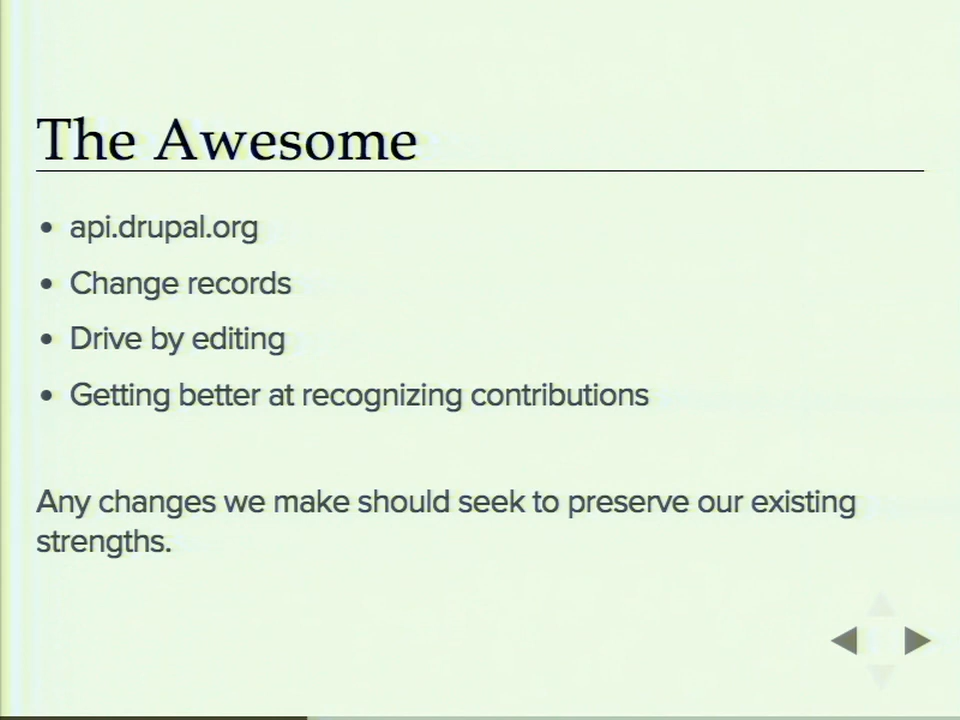 The Awesome
• api.drupal.org
• Change records
• Drive by editing
• Getting better at recognizing contributions
Any changes we make should seek to preserve our existing
strengths.